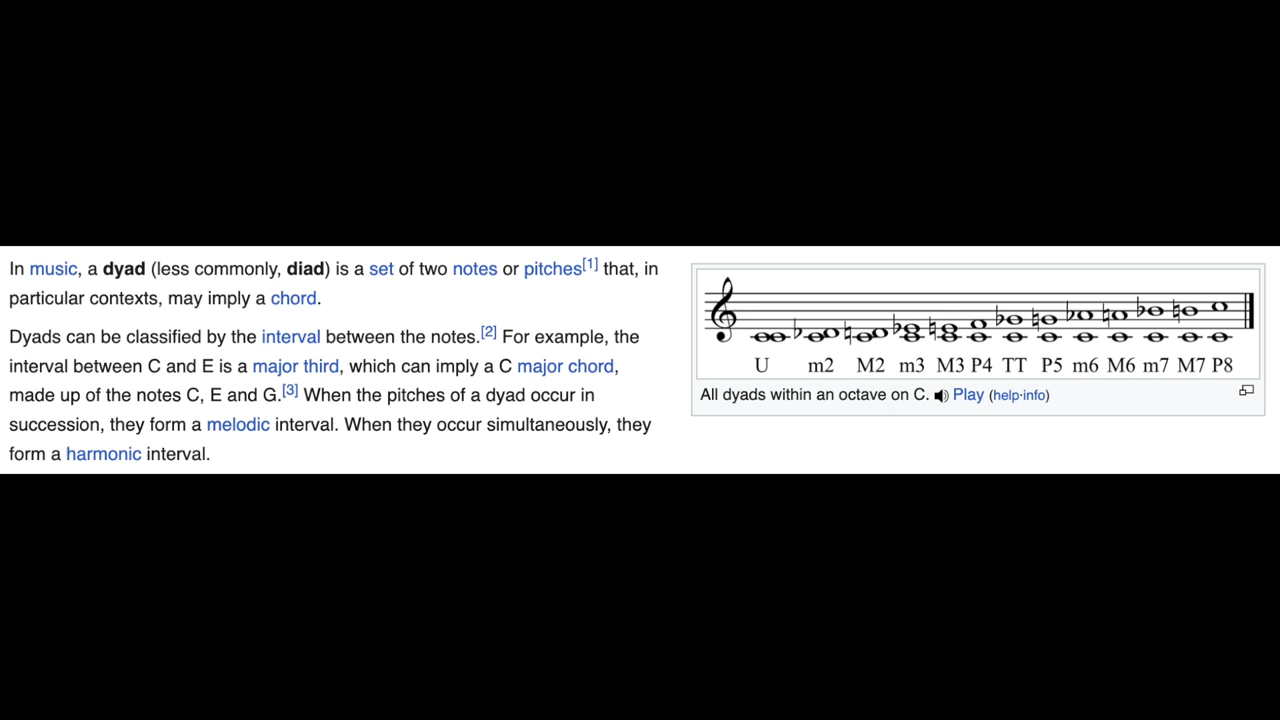 In music, a dyad (less commonly, diad) is a set of two notes or pitches[1] that, in
particular contexts, may imply a chord.
Dyads can be classified by the interval between the notes.[2] For example, the
interval between C and E is a major third, which can imply a C major chord,
made up of the notes C, E and G.[3] When the pitches of a dyad occur in
succession, they form a melodic interval. When they occur simultaneously, they
form a harmonic interval.
U m2 M2 m3 M3 P4 TT P5 m6 M6 m7 M7 P8
All dyads within an octave on C. Play (help·info)